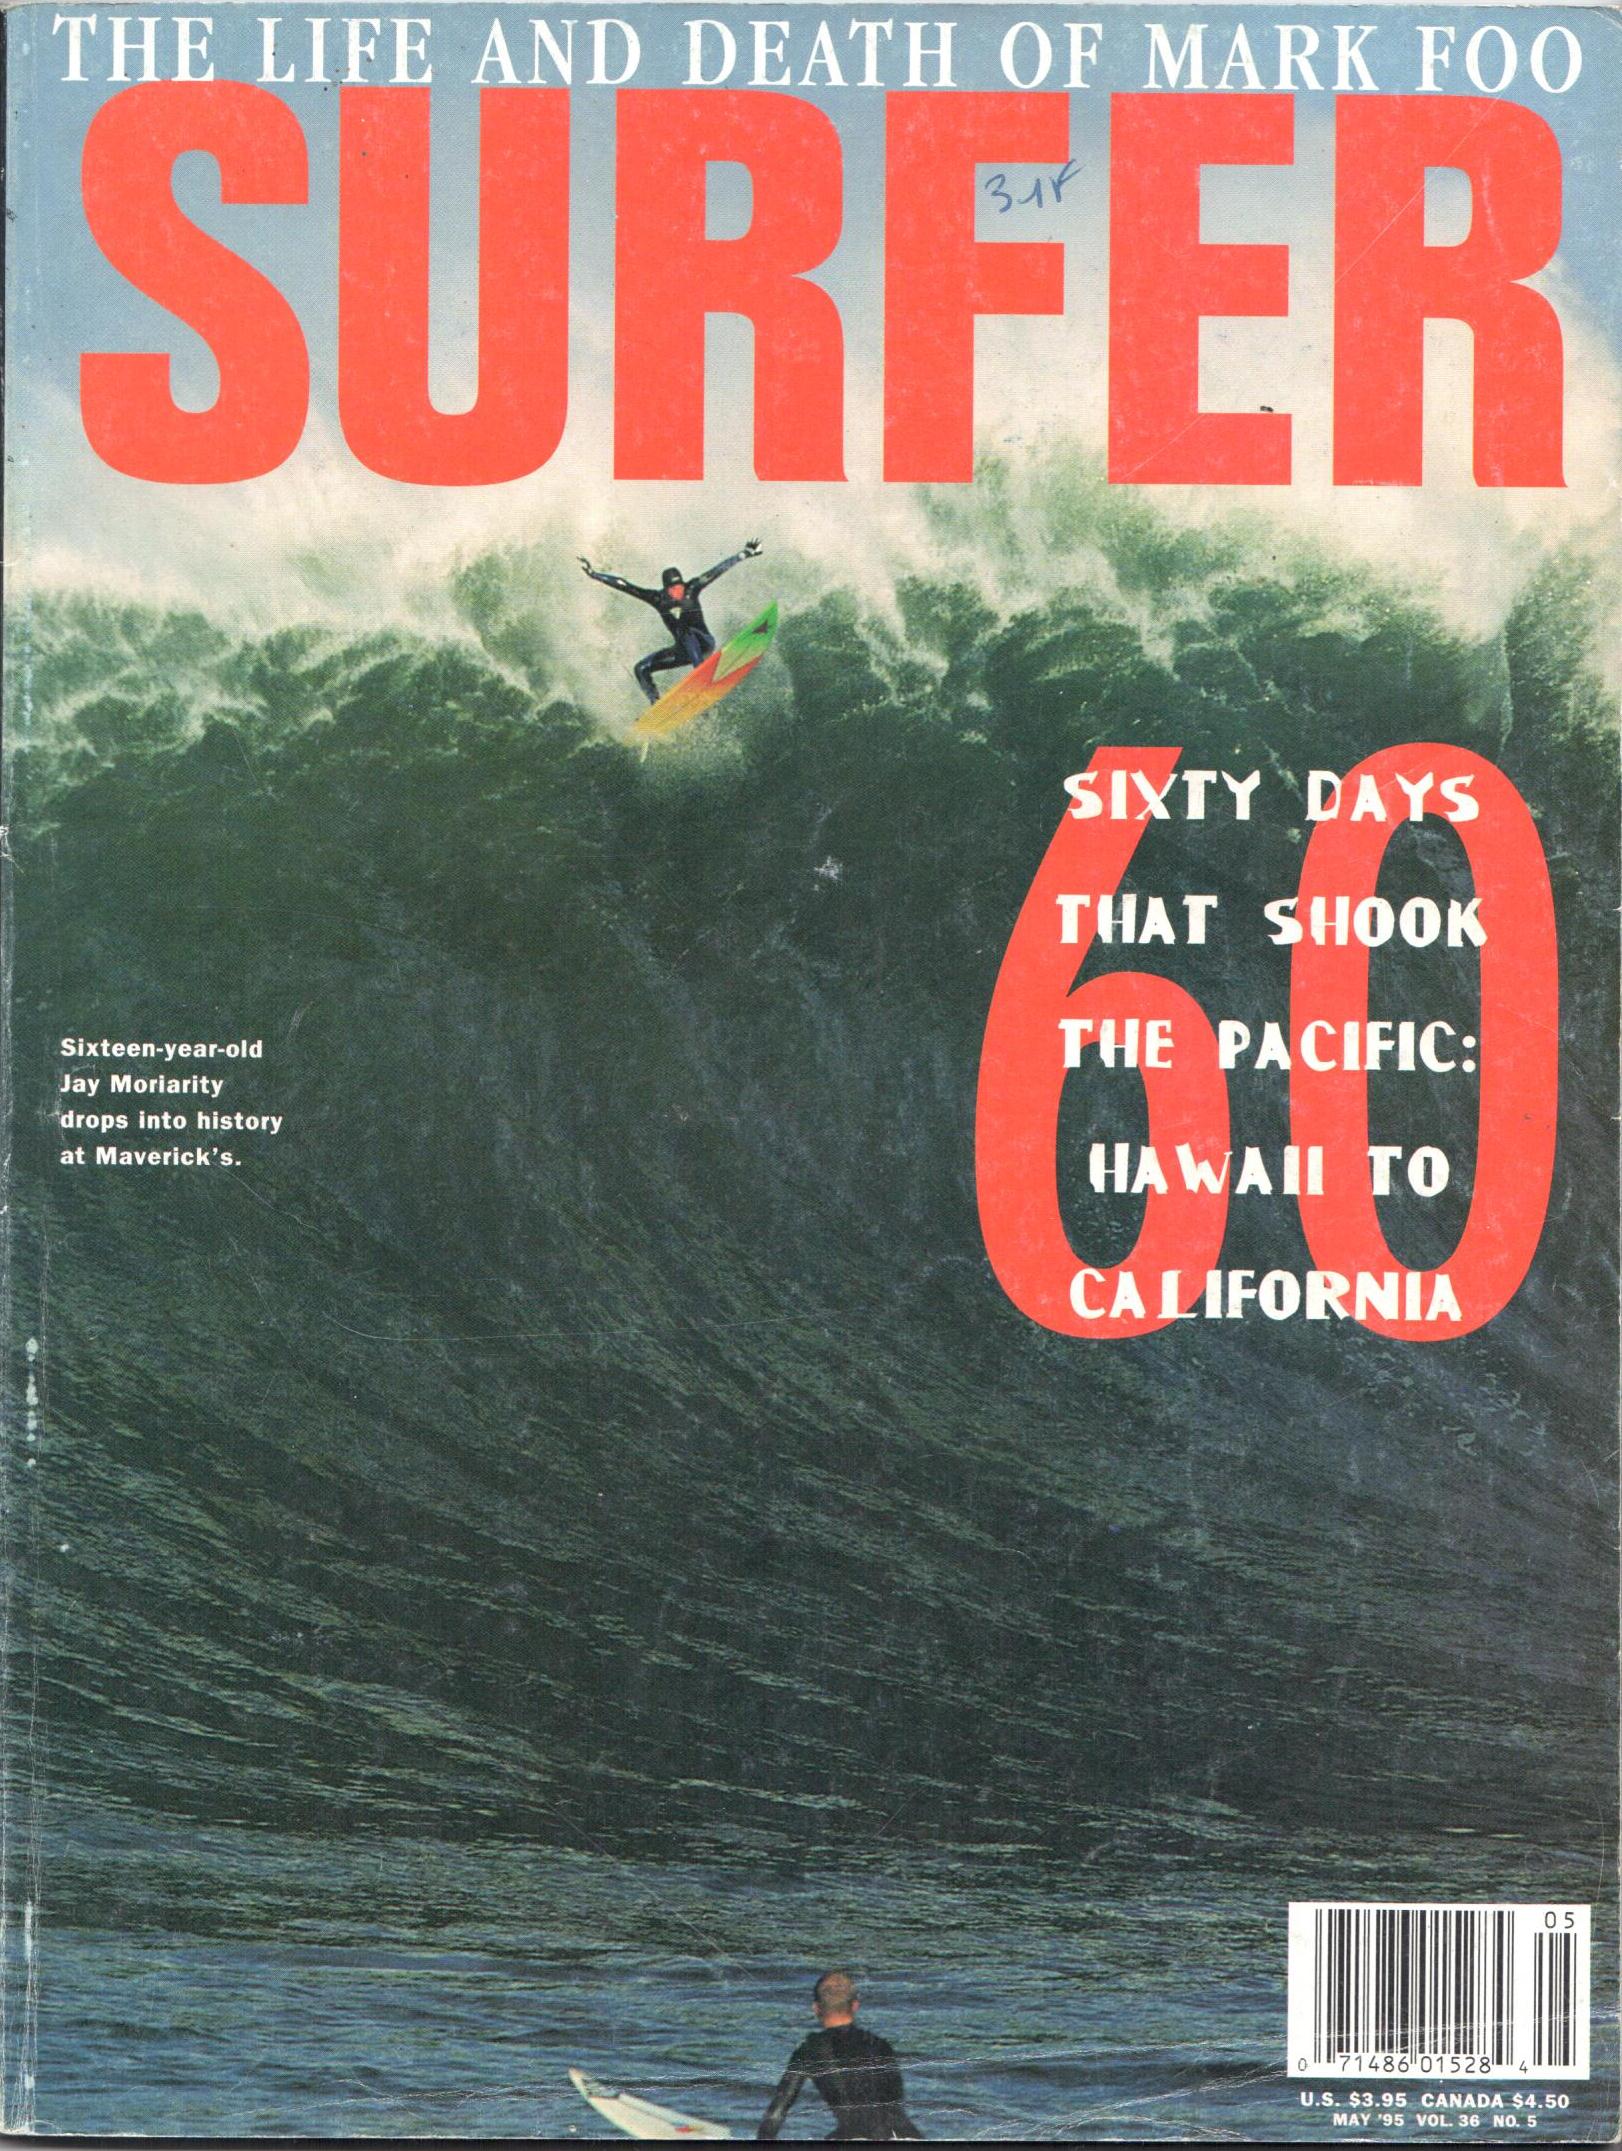 THE LIFE AND DEATH OF MARK FOO
SURFER
31F
60
SIXTY DAYS
THAT SHOOK
THE PACIFIC:
HAWAII TO
CALIFORNIA
Sixteen-year-old
Jay Moriarity
drops into history
at Maverick's.
05
0 71486 01528 4
U.S. $3.95 CANADA $4.50
MAY '95 VOL. 36 NO. 5